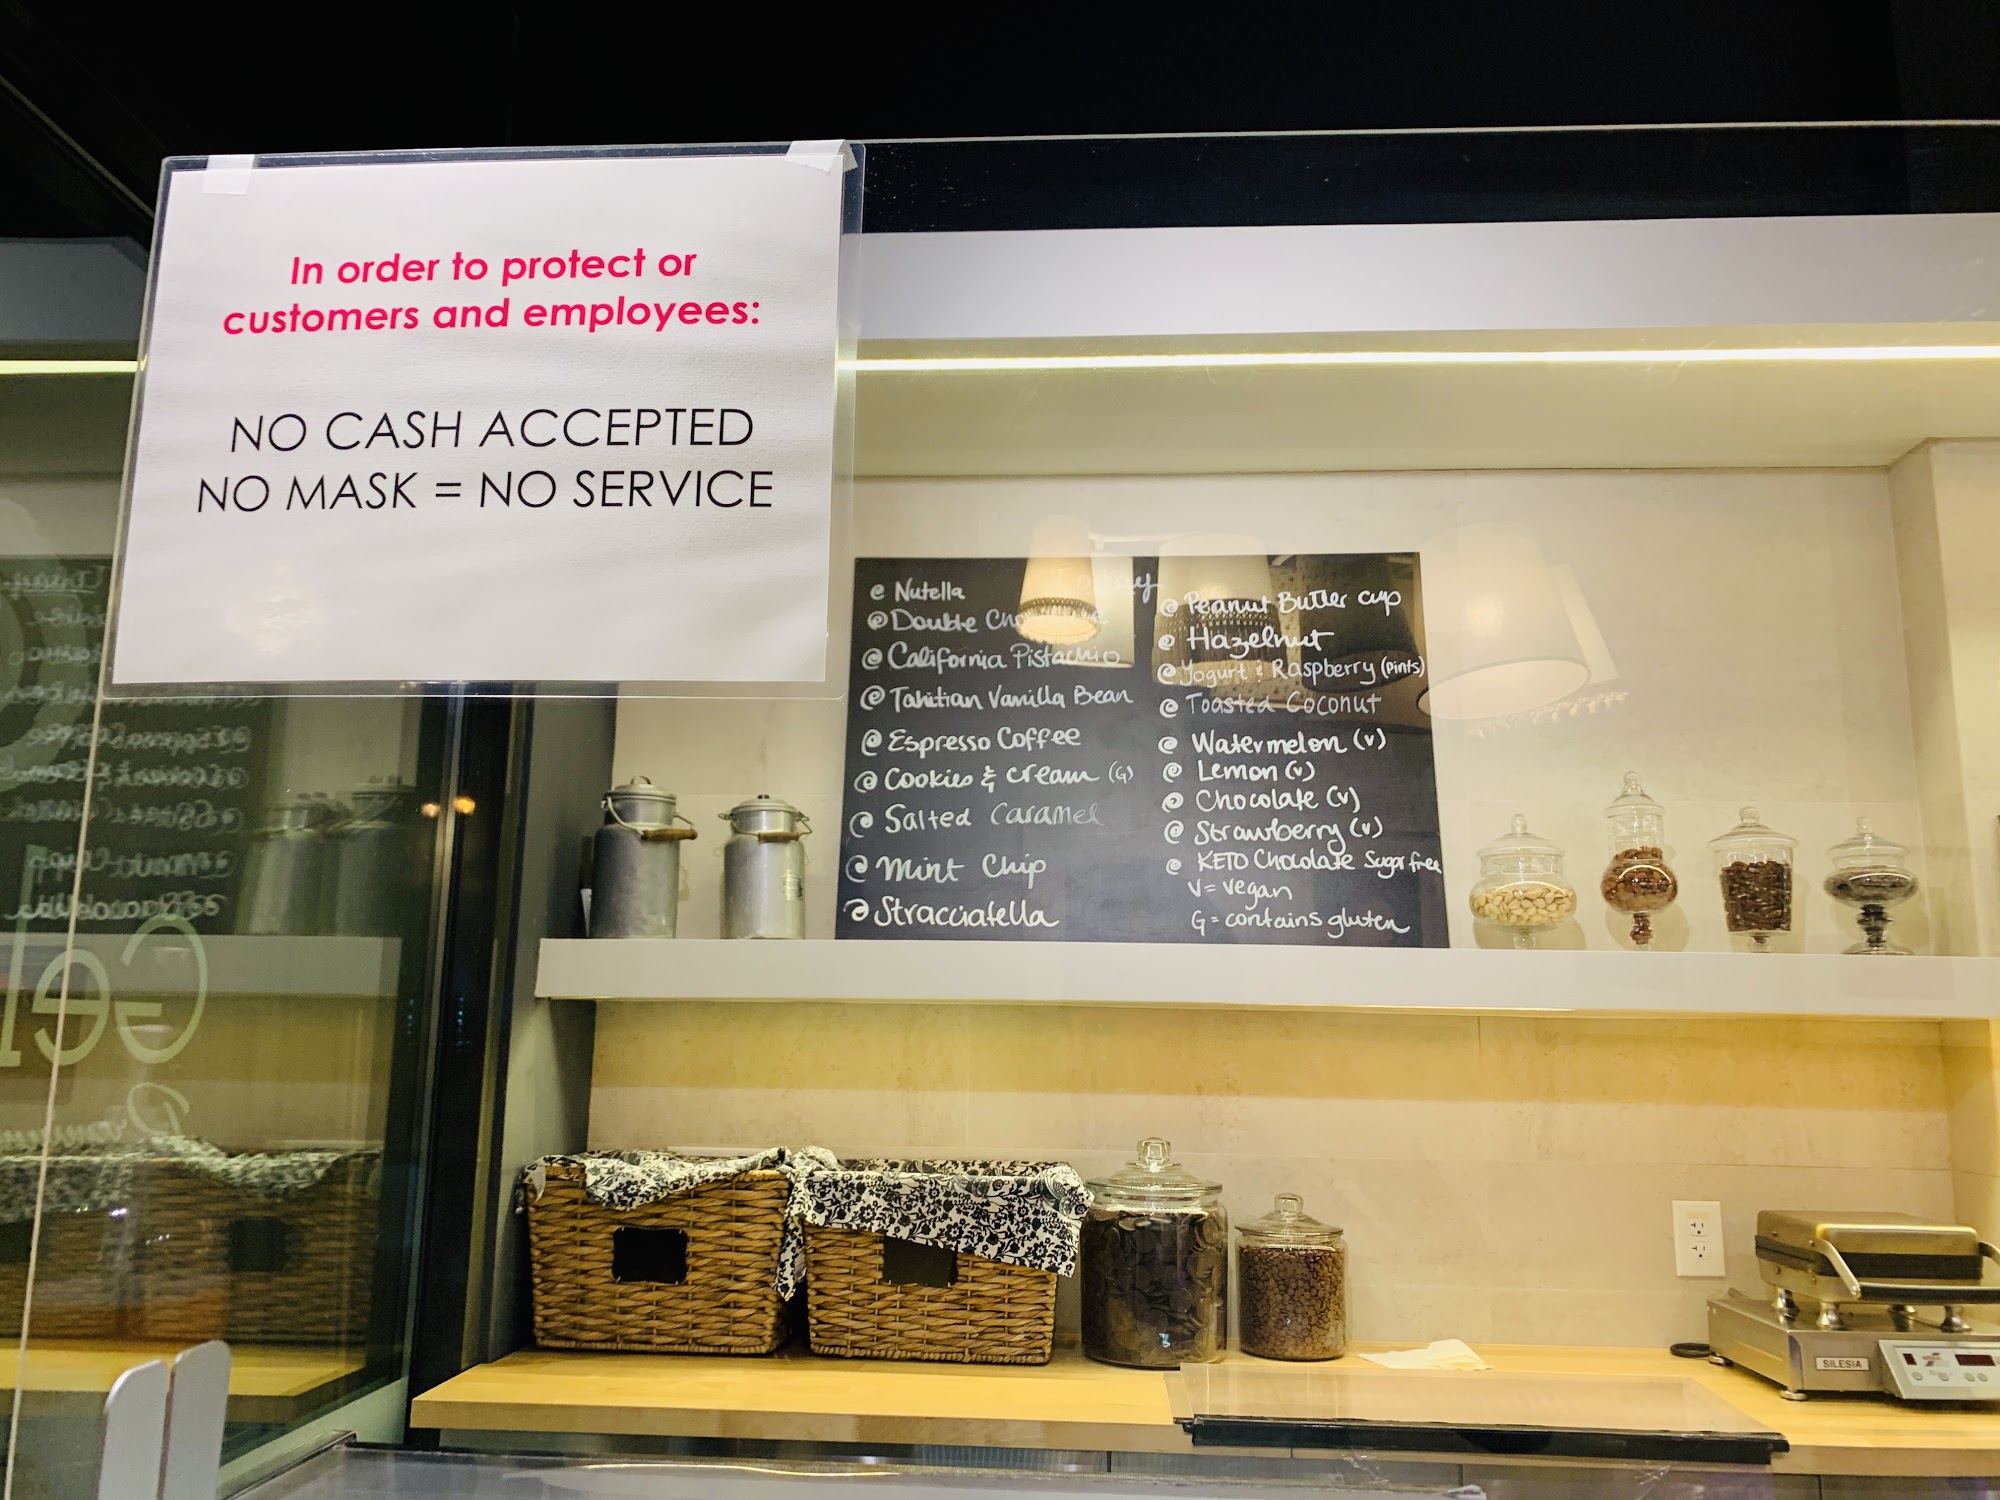 In order to protect or
customers and employees:
NO CASH ACCEPTED
NO MASK = NO SERVICE
Today
@ Nutella
@ Double
@ California Pistachio
@ Tahitian Vanilla Bean
@ Espresso Coffee
@ Cookies & cream (G)
@ Salted Caramel
@ Mint Chip
@ Stracciatella
@ Peanut Butter cup
@ Hazelnut
@ Yogurt & Raspberry (pints)
@ Toasted Coconut
@ Watermelon (v)
@ Lemon (v)
@ Chocolate (v)
@ Strawberry (v)
@ KETO Chocolate Sugar free
V = vegan
G = contains gluten
SILESIA